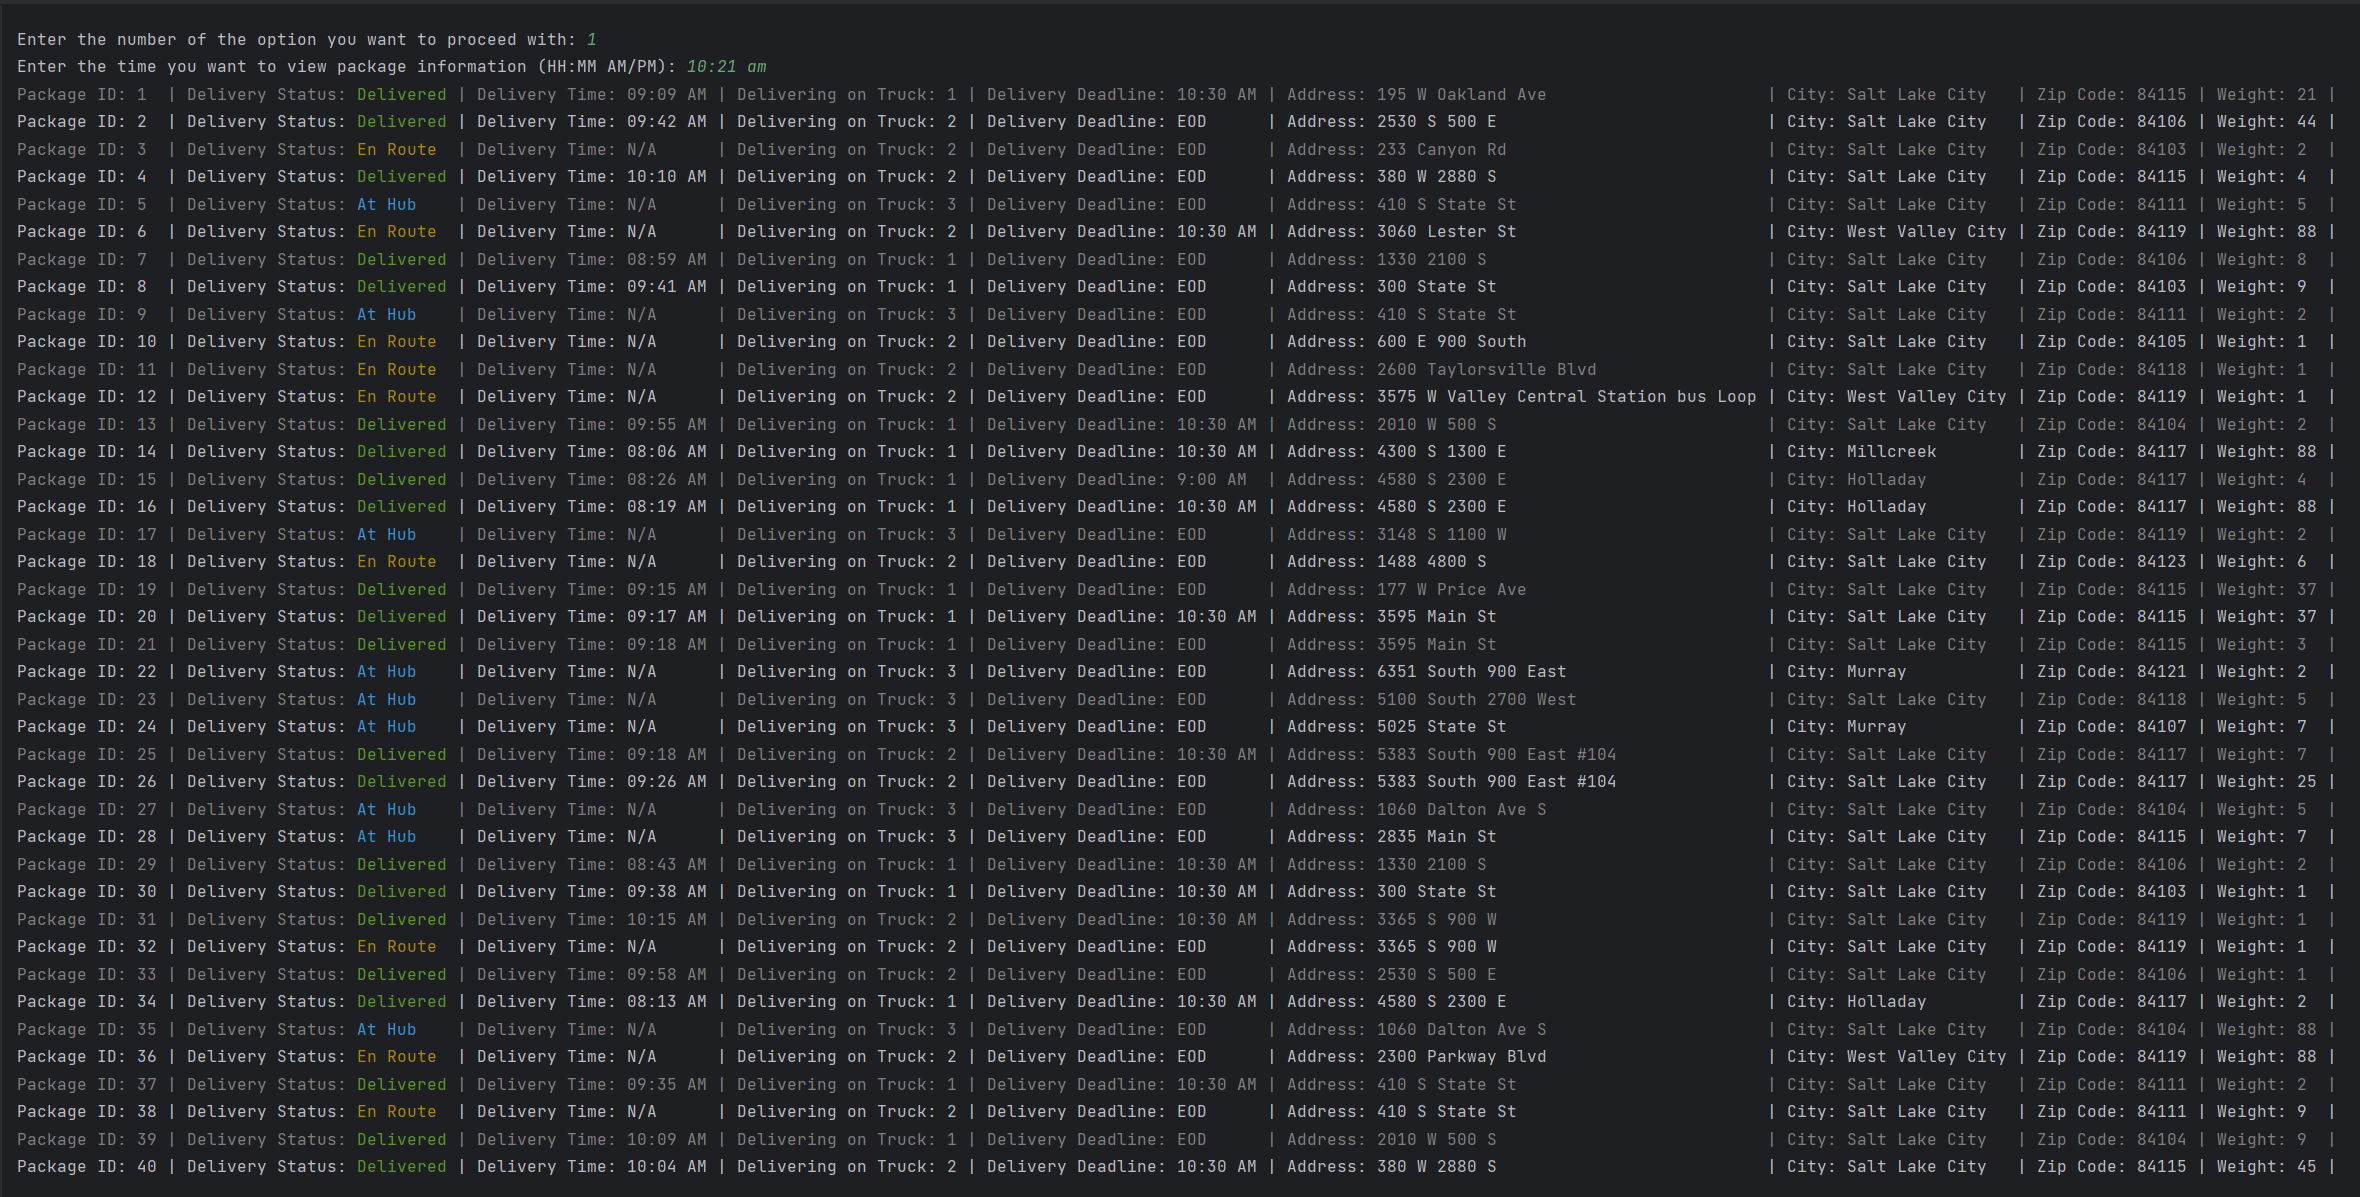 Enter the number of the option you want to proceed with: 1
Enter the time you want to view package information (HH:MM AM/PM): 10:21 am
Package ID: 1  | Delivery Status: Delivered | Delivery Time: 09:09 AM | Delivering on Truck: 1 | Delivery Deadline: 10:30 AM | Address: 195 W Oakland Ave | City: Salt Lake City | Zip Code: 84115 | Weight: 21 |
Package ID: 2  | Delivery Status: Delivered | Delivery Time: 09:42 AM | Delivering on Truck: 2 | Delivery Deadline: EOD | Address: 2530 S 500 E | City: Salt Lake City | Zip Code: 84106 | Weight: 44 |
Package ID: 3  | Delivery Status: En Route | Delivery Time: N/A | Delivering on Truck: 2 | Delivery Deadline: EOD | Address: 233 Canyon Rd | City: Salt Lake City | Zip Code: 84103 | Weight: 2 |
Package ID: 4  | Delivery Status: Delivered | Delivery Time: 10:10 AM | Delivering on Truck: 2 | Delivery Deadline: EOD | Address: 380 W 2880 S | City: Salt Lake City | Zip Code: 84115 | Weight: 4 |
Package ID: 5  | Delivery Status: At Hub | Delivery Time: N/A | Delivering on Truck: 3 | Delivery Deadline: EOD | Address: 410 S State St | City: Salt Lake City | Zip Code: 84111 | Weight: 5 |
Package ID: 6  | Delivery Status: En Route | Delivery Time: N/A | Delivering on Truck: 2 | Delivery Deadline: 10:30 AM | Address: 3060 Lester St | City: West Valley City | Zip Code: 84119 | Weight: 88 |
Package ID: 7  | Delivery Status: Delivered | Delivery Time: 08:59 AM | Delivering on Truck: 1 | Delivery Deadline: EOD | Address: 1330 2100 S | City: Salt Lake City | Zip Code: 84106 | Weight: 8 |
Package ID: 8  | Delivery Status: Delivered | Delivery Time: 09:41 AM | Delivering on Truck: 1 | Delivery Deadline: EOD | Address: 300 State St | City: Salt Lake City | Zip Code: 84103 | Weight: 9 |
Package ID: 9  | Delivery Status: At Hub | Delivery Time: N/A | Delivering on Truck: 3 | Delivery Deadline: EOD | Address: 410 S State St | City: Salt Lake City | Zip Code: 84111 | Weight: 2 |
Package ID: 10 | Delivery Status: En Route | Delivery Time: N/A | Delivering on Truck: 2 | Delivery Deadline: EOD | Address: 600 E 900 South | City: Salt Lake City | Zip Code: 84105 | Weight: 1 |
Package ID: 11 | Delivery Status: En Route | Delivery Time: N/A | Delivering on Truck: 2 | Delivery Deadline: EOD | Address: 2600 Taylorsville Blvd | City: Salt Lake City | Zip Code: 84118 | Weight: 1 |
Package ID: 12 | Delivery Status: En Route | Delivery Time: N/A | Delivering on Truck: 2 | Delivery Deadline: EOD | Address: 3575 W Valley Central Station bus Loop | City: West Valley City | Zip Code: 84119 | Weight: 1 |
Package ID: 13 | Delivery Status: Delivered | Delivery Time: 09:55 AM | Delivering on Truck: 1 | Delivery Deadline: 10:30 AM | Address: 2010 W 500 S | City: Salt Lake City | Zip Code: 84104 | Weight: 2 |
Package ID: 14 | Delivery Status: Delivered | Delivery Time: 08:06 AM | Delivering on Truck: 1 | Delivery Deadline: 10:30 AM | Address: 4300 S 1300 E | City: Millcreek | Zip Code: 84117 | Weight: 88 |
Package ID: 15 | Delivery Status: Delivered | Delivery Time: 08:26 AM | Delivering on Truck: 1 | Delivery Deadline: 9:00 AM | Address: 4580 S 2300 E | City: Holladay | Zip Code: 84117 | Weight: 4 |
Package ID: 16 | Delivery Status: Delivered | Delivery Time: 08:19 AM | Delivering on Truck: 1 | Delivery Deadline: 10:30 AM | Address: 4580 S 2300 E | City: Holladay | Zip Code: 84117 | Weight: 88 |
Package ID: 17 | Delivery Status: At Hub | Delivery Time: N/A | Delivering on Truck: 3 | Delivery Deadline: EOD | Address: 3148 S 1100 W | City: Salt Lake City | Zip Code: 84119 | Weight: 2 |
Package ID: 18 | Delivery Status: En Route | Delivery Time: N/A | Delivering on Truck: 2 | Delivery Deadline: EOD | Address: 1488 4800 S | City: Salt Lake City | Zip Code: 84123 | Weight: 6 |
Package ID: 19 | Delivery Status: Delivered | Delivery Time: 09:15 AM | Delivering on Truck: 1 | Delivery Deadline: EOD | Address: 177 W Price Ave | City: Salt Lake City | Zip Code: 84115 | Weight: 37 |
Package ID: 20 | Delivery Status: Delivered | Delivery Time: 09:17 AM | Delivering on Truck: 1 | Delivery Deadline: 10:30 AM | Address: 3595 Main St | City: Salt Lake City | Zip Code: 84115 | Weight: 37 |
Package ID: 21 | Delivery Status: Delivered | Delivery Time: 09:18 AM | Delivering on Truck: 1 | Delivery Deadline: EOD | Address: 3595 Main St | City: Salt Lake City | Zip Code: 84115 | Weight: 3 |
Package ID: 22 | Delivery Status: At Hub | Delivery Time: N/A | Delivering on Truck: 3 | Delivery Deadline: EOD | Address: 6351 South 900 East | City: Murray | Zip Code: 84121 | Weight: 2 |
Package ID: 23 | Delivery Status: At Hub | Delivery Time: N/A | Delivering on Truck: 3 | Delivery Deadline: EOD | Address: 5100 South 2700 West | City: Salt Lake City | Zip Code: 84118 | Weight: 5 |
Package ID: 24 | Delivery Status: At Hub | Delivery Time: N/A | Delivering on Truck: 3 | Delivery Deadline: EOD | Address: 5025 State St | City: Murray | Zip Code: 84107 | Weight: 7 |
Package ID: 25 | Delivery Status: Delivered | Delivery Time: 09:18 AM | Delivering on Truck: 2 | Delivery Deadline: 10:30 AM | Address: 5383 South 900 East #104 | City: Salt Lake City | Zip Code: 84117 | Weight: 7 |
Package ID: 26 | Delivery Status: Delivered | Delivery Time: 09:26 AM | Delivering on Truck: 2 | Delivery Deadline: EOD | Address: 5383 South 900 East #104 | City: Salt Lake City | Zip Code: 84117 | Weight: 25 |
Package ID: 27 | Delivery Status: At Hub | Delivery Time: N/A | Delivering on Truck: 3 | Delivery Deadline: EOD | Address: 1060 Dalton Ave S | City: Salt Lake City | Zip Code: 84104 | Weight: 5 |
Package ID: 28 | Delivery Status: At Hub | Delivery Time: N/A | Delivering on Truck: 3 | Delivery Deadline: EOD | Address: 2835 Main St | City: Salt Lake City | Zip Code: 84115 | Weight: 7 |
Package ID: 29 | Delivery Status: Delivered | Delivery Time: 08:43 AM | Delivering on Truck: 1 | Delivery Deadline: 10:30 AM | Address: 1330 2100 S | City: Salt Lake City | Zip Code: 84106 | Weight: 2 |
Package ID: 30 | Delivery Status: Delivered | Delivery Time: 09:38 AM | Delivering on Truck: 1 | Delivery Deadline: 10:30 AM | Address: 300 State St | City: Salt Lake City | Zip Code: 84103 | Weight: 1 |
Package ID: 31 | Delivery Status: Delivered | Delivery Time: 10:15 AM | Delivering on Truck: 2 | Delivery Deadline: 10:30 AM | Address: 3365 S 900 W | City: Salt Lake City | Zip Code: 84119 | Weight: 1 |
Package ID: 32 | Delivery Status: En Route | Delivery Time: N/A | Delivering on Truck: 2 | Delivery Deadline: EOD | Address: 3365 S 900 W | City: Salt Lake City | Zip Code: 84119 | Weight: 1 |
Package ID: 33 | Delivery Status: Delivered | Delivery Time: 09:58 AM | Delivering on Truck: 2 | Delivery Deadline: EOD | Address: 2530 S 500 E | City: Salt Lake City | Zip Code: 84106 | Weight: 1 |
Package ID: 34 | Delivery Status: Delivered | Delivery Time: 08:13 AM | Delivering on Truck: 1 | Delivery Deadline: 10:30 AM | Address: 4580 S 2300 E | City: Holladay | Zip Code: 84117 | Weight: 2 |
Package ID: 35 | Delivery Status: At Hub | Delivery Time: N/A | Delivering on Truck: 3 | Delivery Deadline: EOD | Address: 1060 Dalton Ave S | City: Salt Lake City | Zip Code: 84104 | Weight: 88 |
Package ID: 36 | Delivery Status: En Route | Delivery Time: N/A | Delivering on Truck: 2 | Delivery Deadline: EOD | Address: 2300 Parkway Blvd | City: West Valley City | Zip Code: 84119 | Weight: 88 |
Package ID: 37 | Delivery Status: Delivered | Delivery Time: 09:35 AM | Delivering on Truck: 1 | Delivery Deadline: 10:30 AM | Address: 410 S State St | City: Salt Lake City | Zip Code: 84111 | Weight: 2 |
Package ID: 38 | Delivery Status: En Route | Delivery Time: N/A | Delivering on Truck: 2 | Delivery Deadline: EOD | Address: 410 S State St | City: Salt Lake City | Zip Code: 84111 | Weight: 9 |
Package ID: 39 | Delivery Status: Delivered | Delivery Time: 10:09 AM | Delivering on Truck: 1 | Delivery Deadline: EOD | Address: 2010 W 500 S | City: Salt Lake City | Zip Code: 84104 | Weight: 9 |
Package ID: 40 | Delivery Status: Delivered | Delivery Time: 10:04 AM | Delivering on Truck: 2 | Delivery Deadline: 10:30 AM | Address: 380 W 2880 S | City: Salt Lake City | Zip Code: 84115 | Weight: 45 |